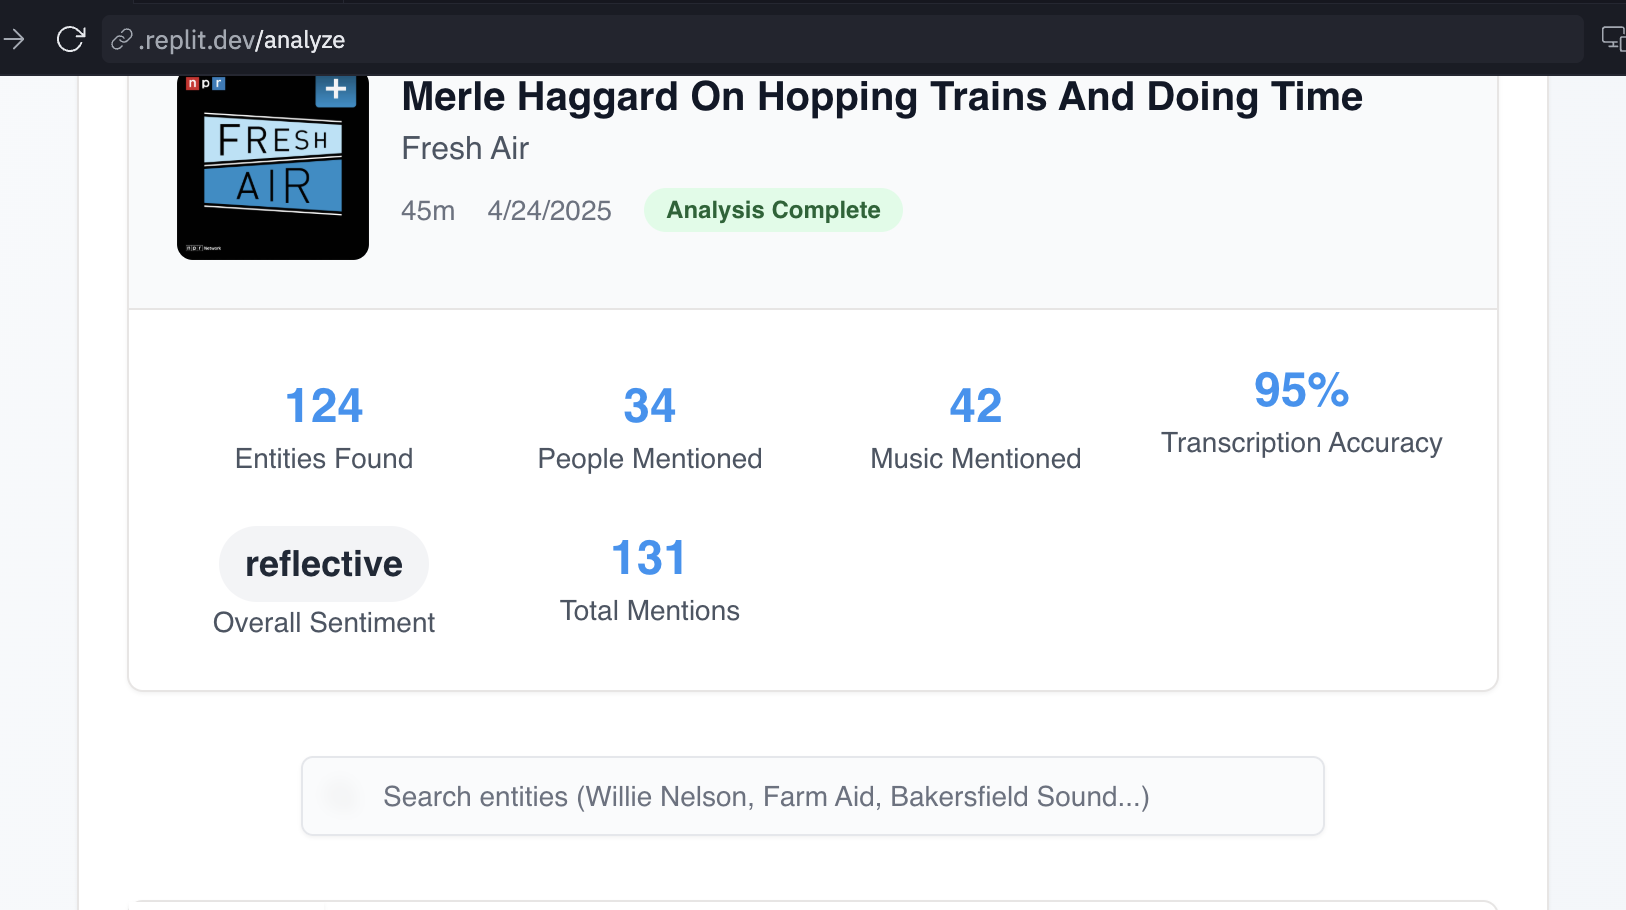 .replit.dev/analyze
npr
+
FRESH
AIR
npr Network
Merle Haggard On Hopping Trains And Doing Time
Fresh Air
45m 4/24/2025 Analysis Complete
124
Entities Found
34
People Mentioned
42
Music Mentioned
95%
Transcription Accuracy
reflective
Overall Sentiment
131
Total Mentions
Search entities (Willie Nelson, Farm Aid, Bakersfield Sound...)